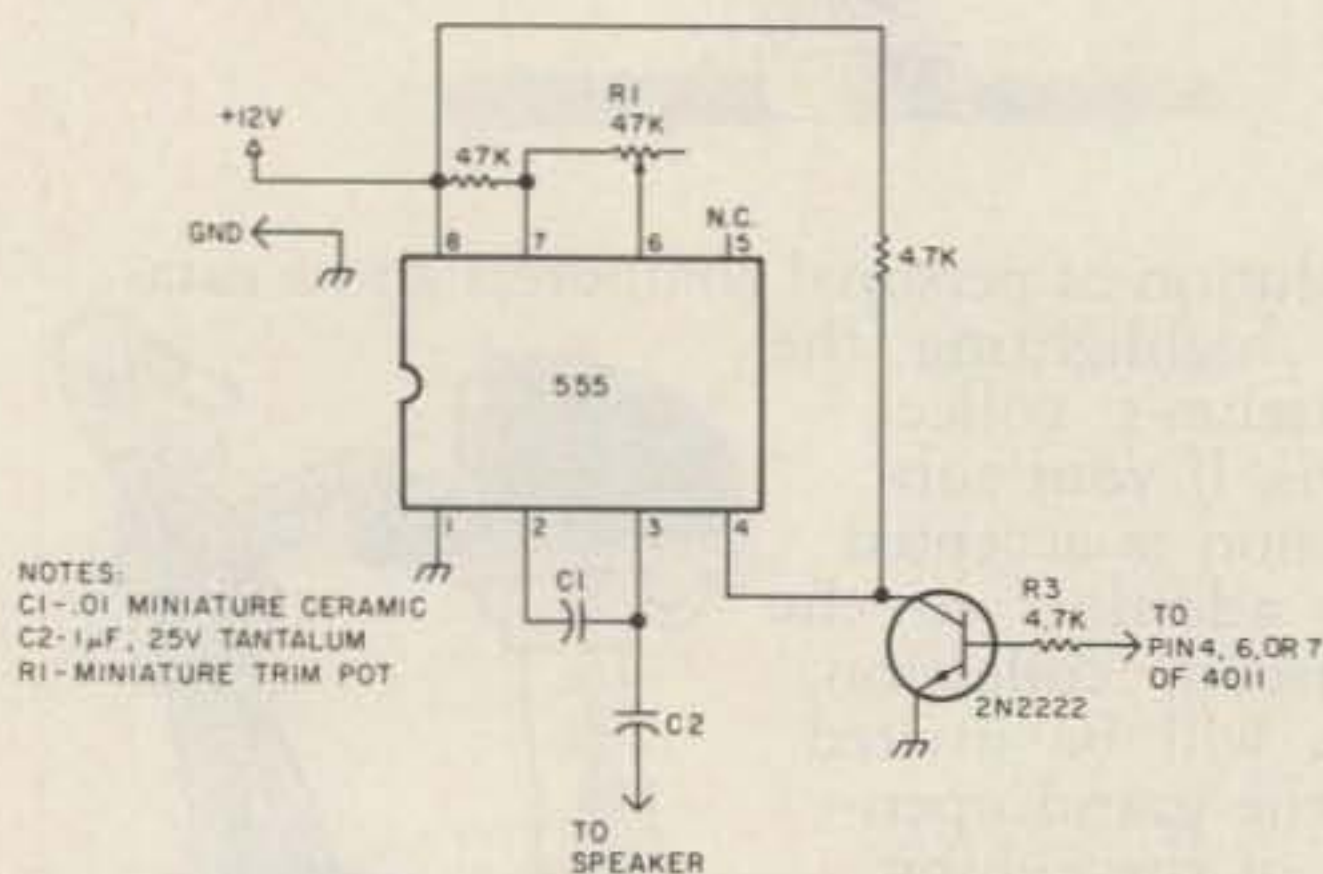 R1
47K
+12V
47K
N.C.
GND
8
7
6
5
4.7K
555
1
2
3
4
NOTES:
C1-.01 MINIATURE CERAMIC
C2-1µF, 25V TANTALUM
R1-MINIATURE TRIM POT
C1
R3
4.7K
TO
PIN 4, 6, OR 7
OF 4011
2N2222
C2
TO
SPEAKER